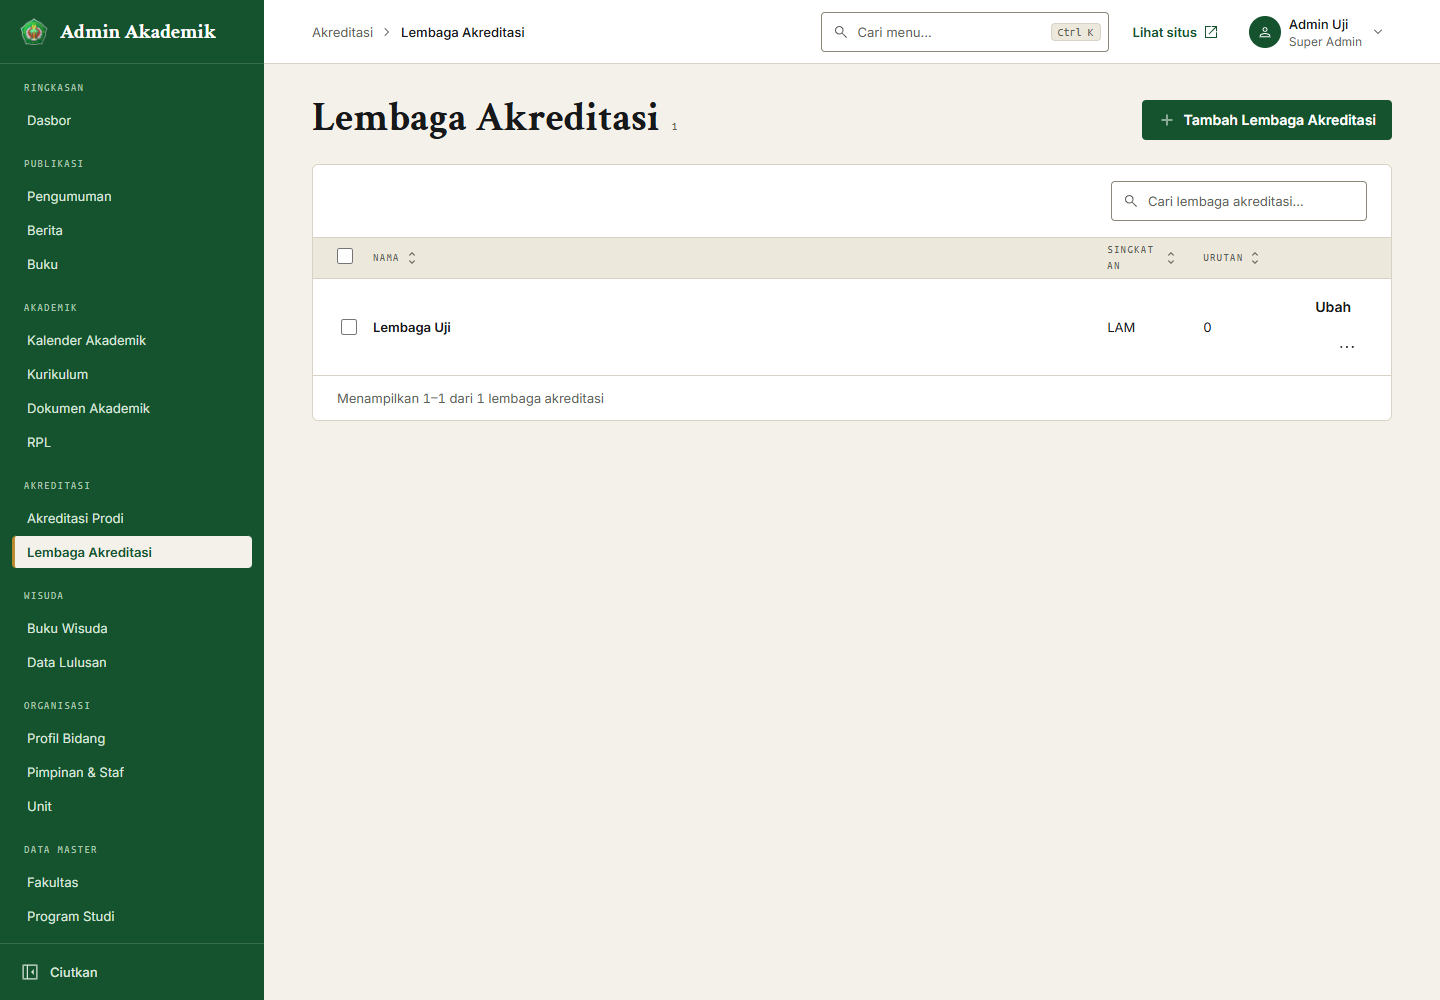 Admin Akademik
RINGKASAN
Dasbor
PUBLIKASI
Pengumuman
Berita
Buku
AKADEMIK
Kalender Akademik
Kurikulum
Dokumen Akademik
RPL
AKREDITASI
Akreditasi Prodi
Lembaga Akreditasi
WISUDA
Buku Wisuda
Data Lulusan
ORGANISASI
Profil Bidang
Pimpinan & Staf
Unit
DATA MASTER
Fakultas
Program Studi
Ciutkan
Akreditasi > Lembaga Akreditasi
Cari menu... Ctrl K
Lihat situs
Admin Uji
Super Admin
Lembaga Akreditasi 1
+ Tambah Lembaga Akreditasi
Cari lembaga akreditasi...
NAMA SINGKAT URUTAN
AN
Lembaga Uji LAM 0 Ubah
...
Menampilkan 1–1 dari 1 lembaga akreditasi